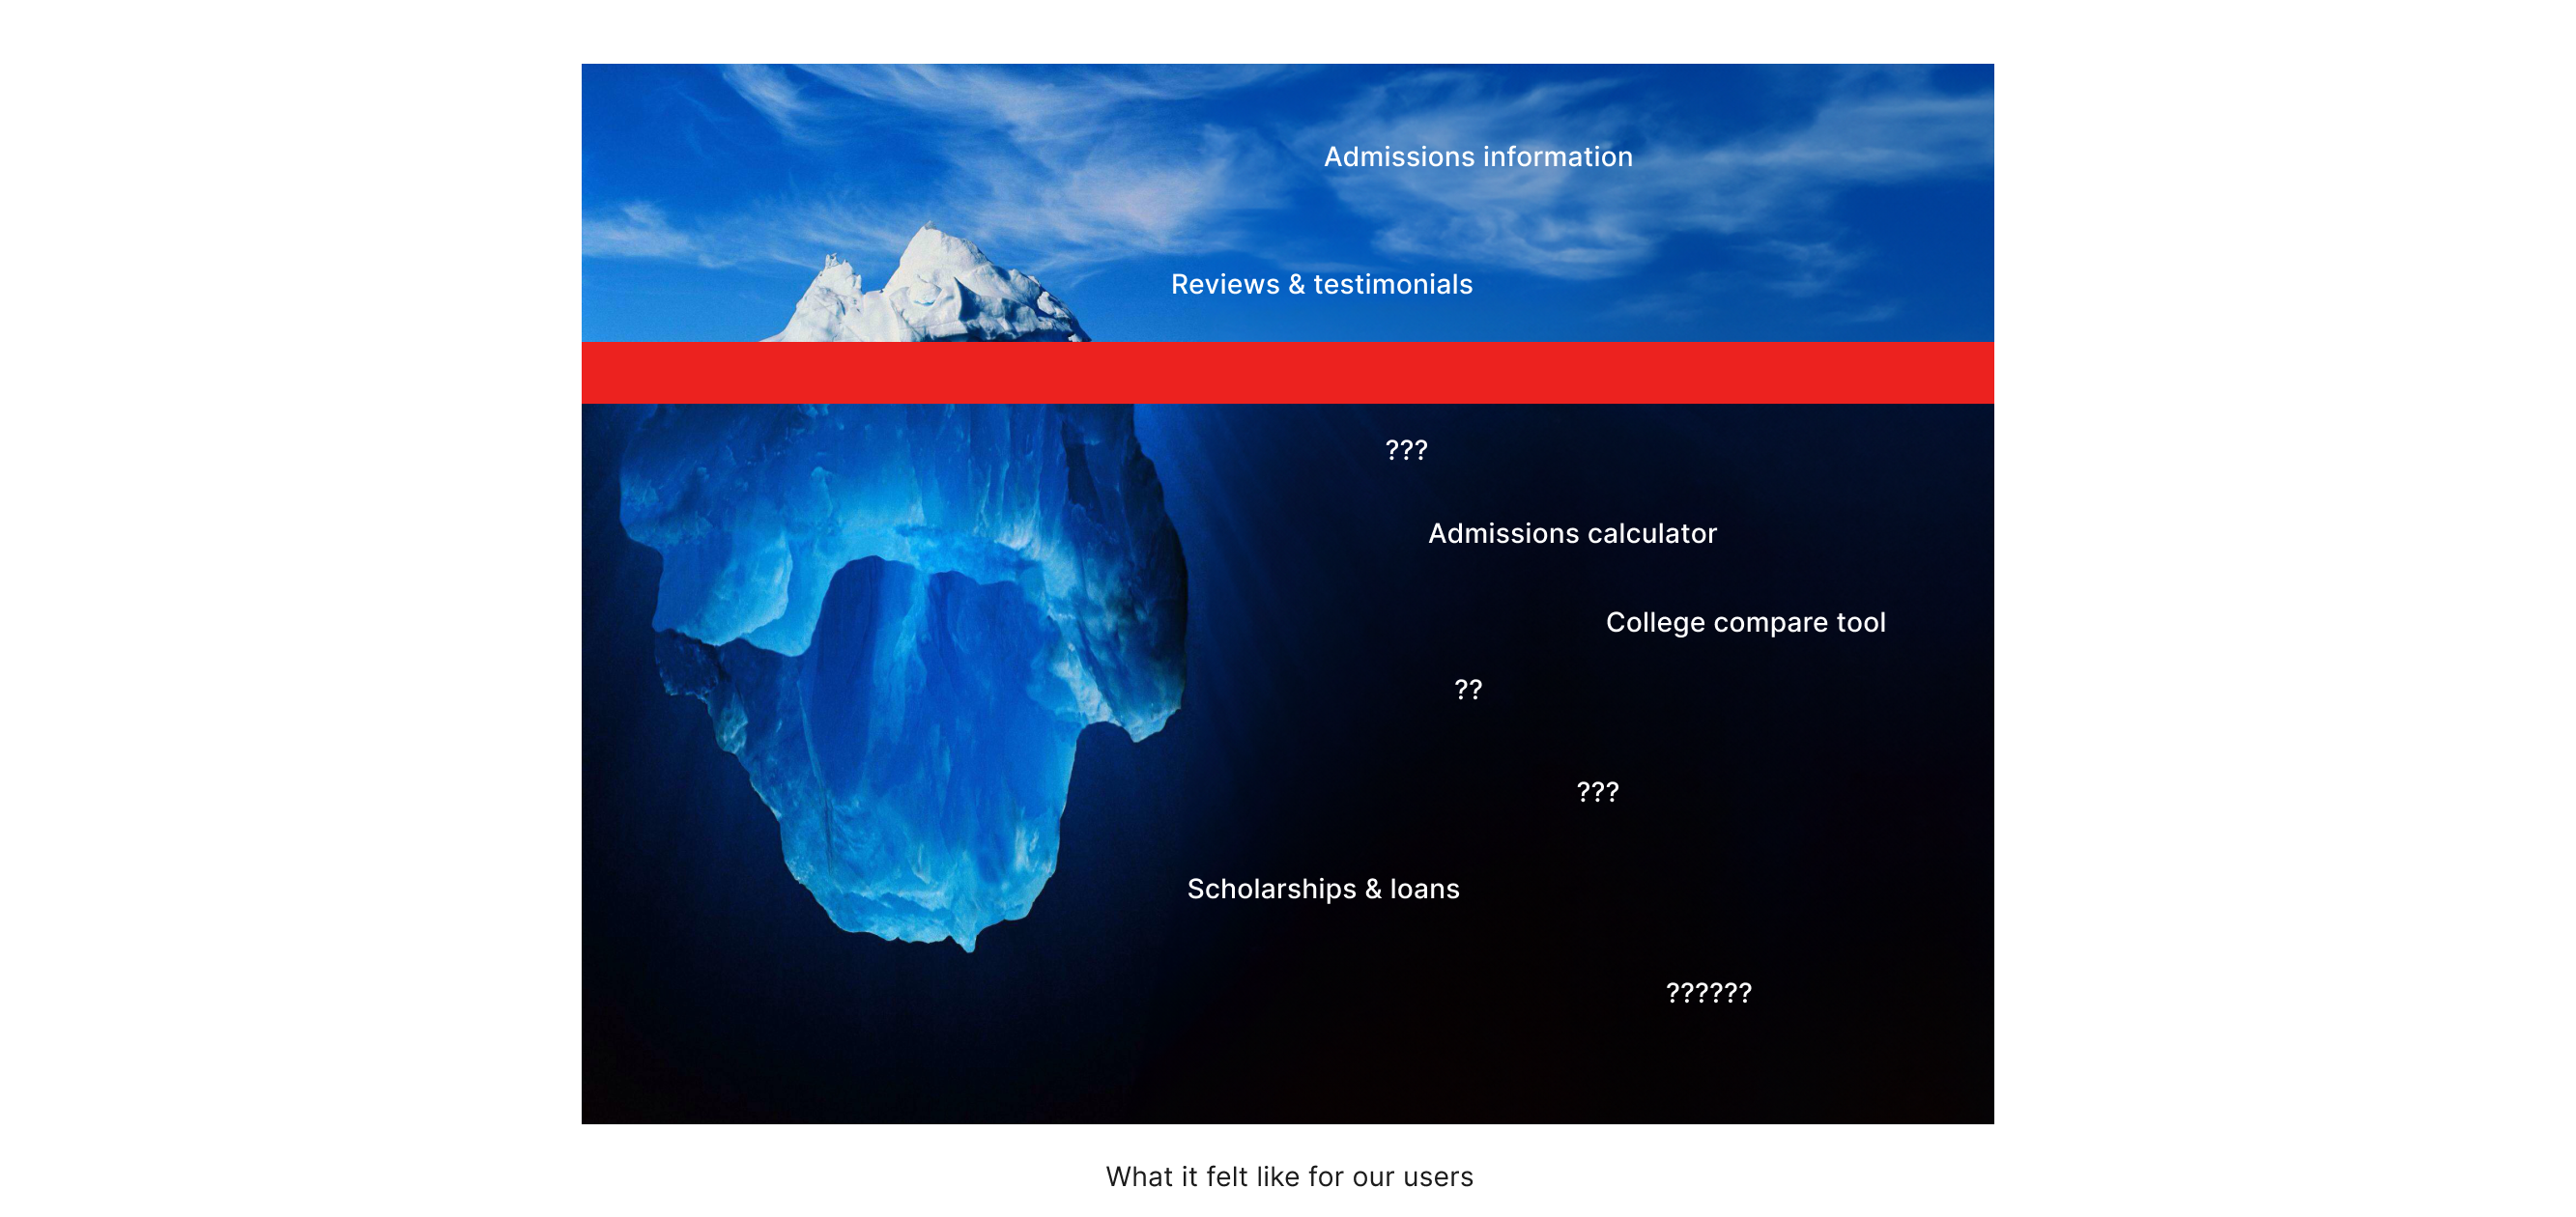 Admissions information
Reviews & testimonials
???
Admissions calculator
College compare tool
??
???
Scholarships & loans
??????
What it felt like for our users